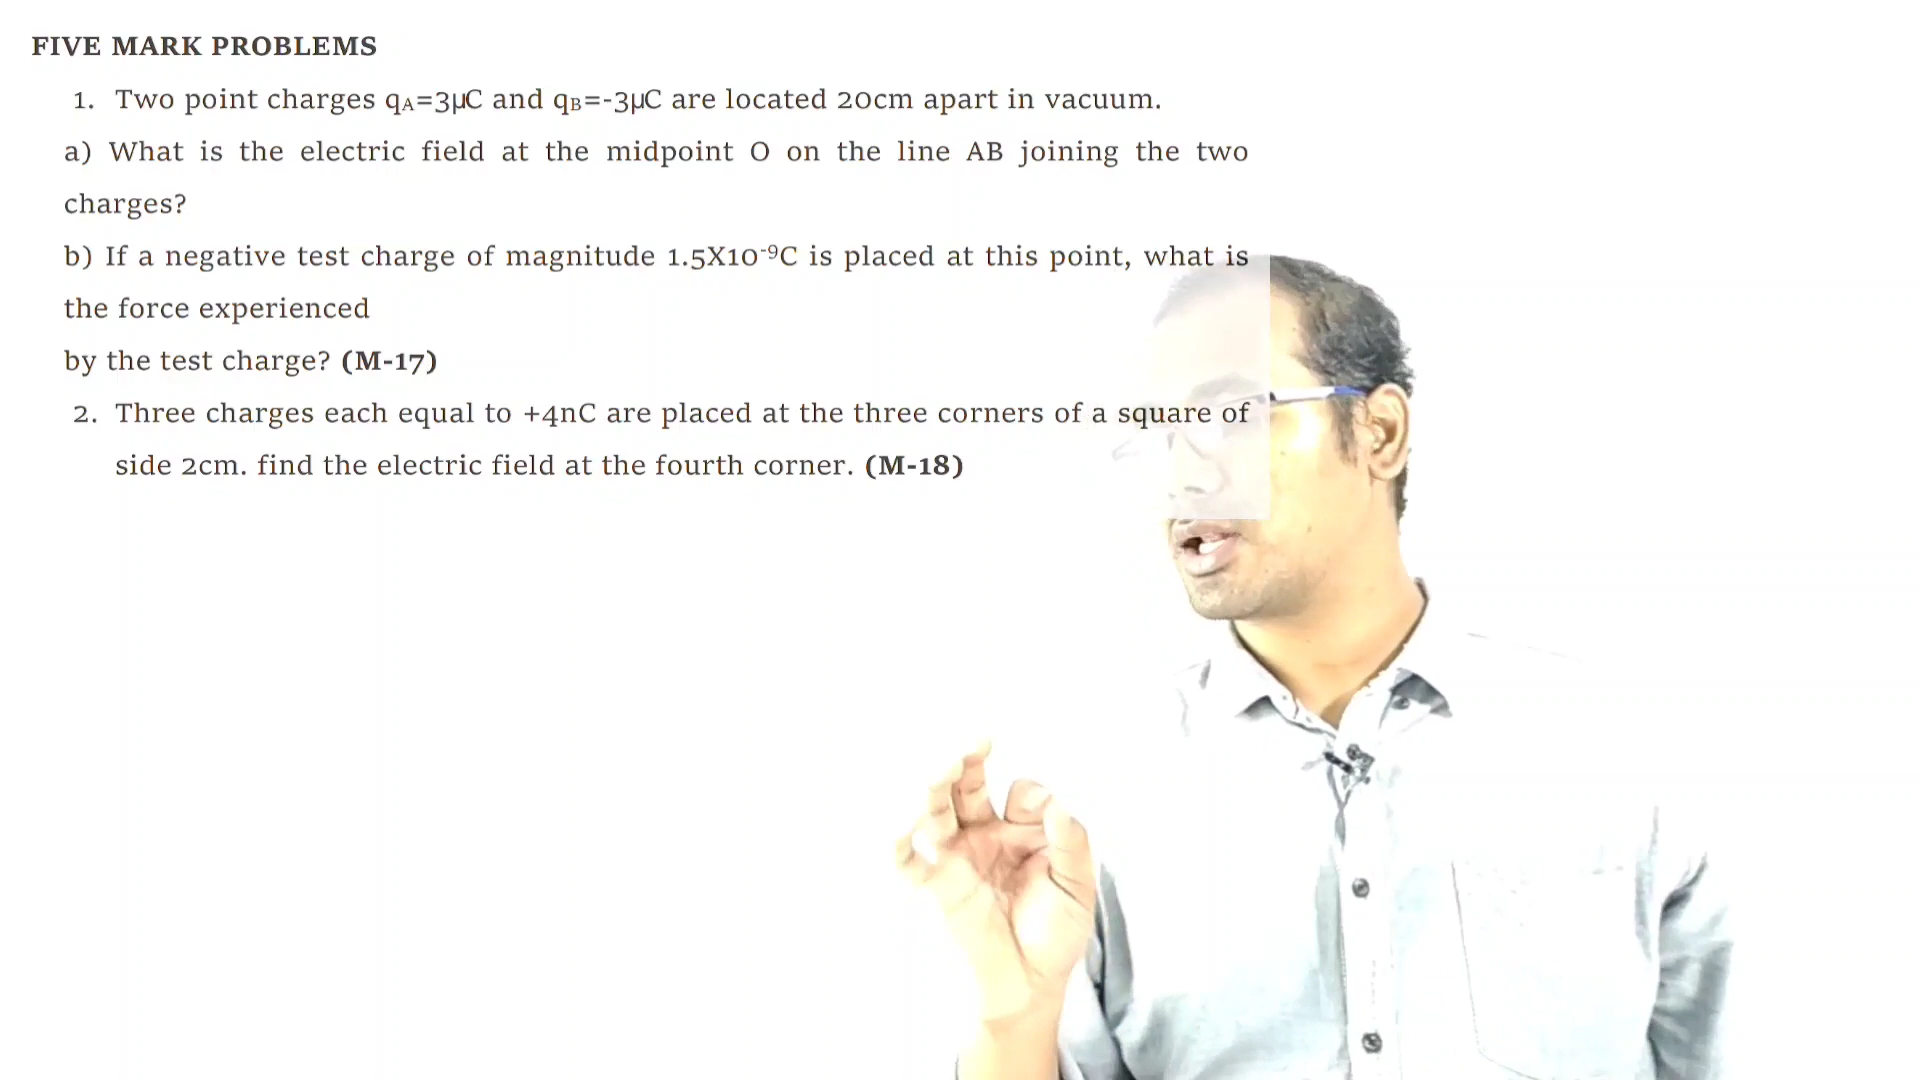 FIVE MARK PROBLEMS
1. Two point charges qA=3µC and qB=-3µC are located 20cm apart in vacuum.
a) What is the electric field at the midpoint O on the line AB joining the two
charges?
b) If a negative test charge of magnitude 1.5X10⁻⁹C is placed at this point, what is
the force experienced
by the test charge? (M-17)
2. Three charges each equal to +4nC are placed at the three corners of a square of
side 2cm. find the electric field at the fourth corner. (M-18)